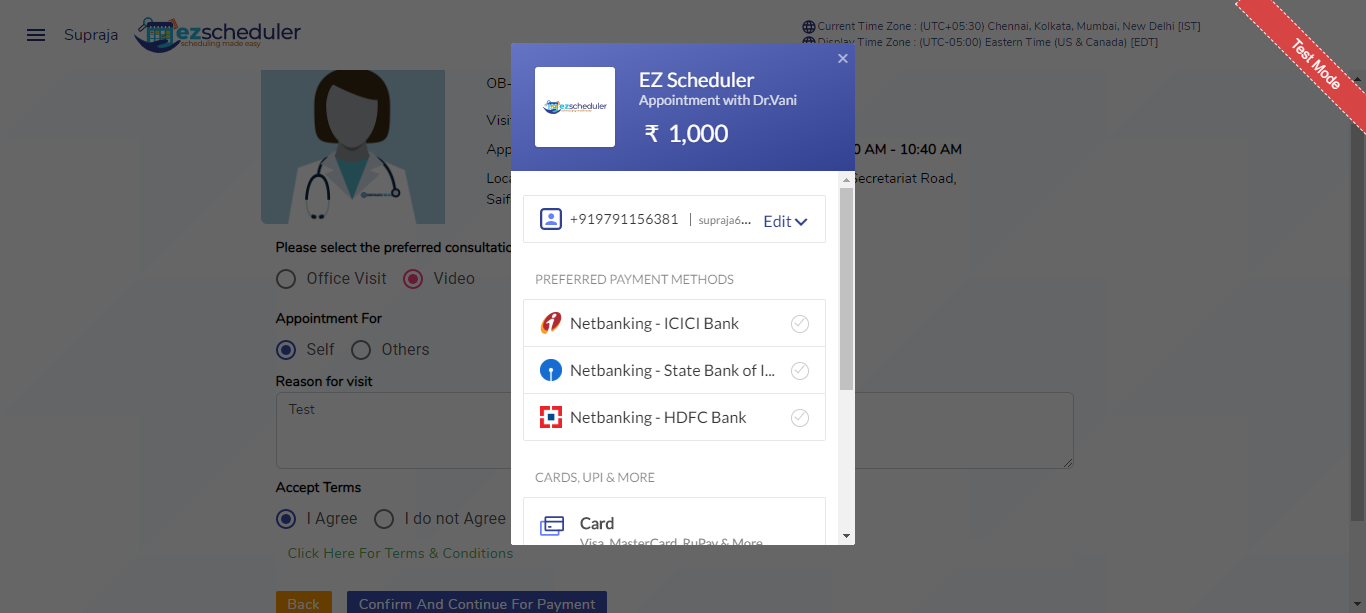 Supraja
ezscheduler
scheduling made easy
Current Time Zone : (UTC+05:30) Chennai, Kolkata, Mumbai, New Delhi [IST]
Display Time Zone : (UTC-05:00) Eastern Time (US & Canada) [EDT]
Test Mode
OB-
Visi
App
0 AM - 10:40 AM
Loca
Secretariat Road,
Saif
Please select the preferred consultatio
Office Visit
Video
Appointment For
Self
Others
Reason for visit
Test
Accept Terms
I Agree
I do not Agree
Click Here For Terms & Conditions
Back
Confirm And Continue For Payment
ezscheduler
EZ Scheduler
Appointment with Dr.Vani
₹ 1,000
+919791156381 | supraja6... Edit
PREFERRED PAYMENT METHODS
Netbanking - ICICI Bank
Netbanking - State Bank of I...
Netbanking - HDFC Bank
CARDS, UPI & MORE
Card
Visa, MasterCard, RuPay & More